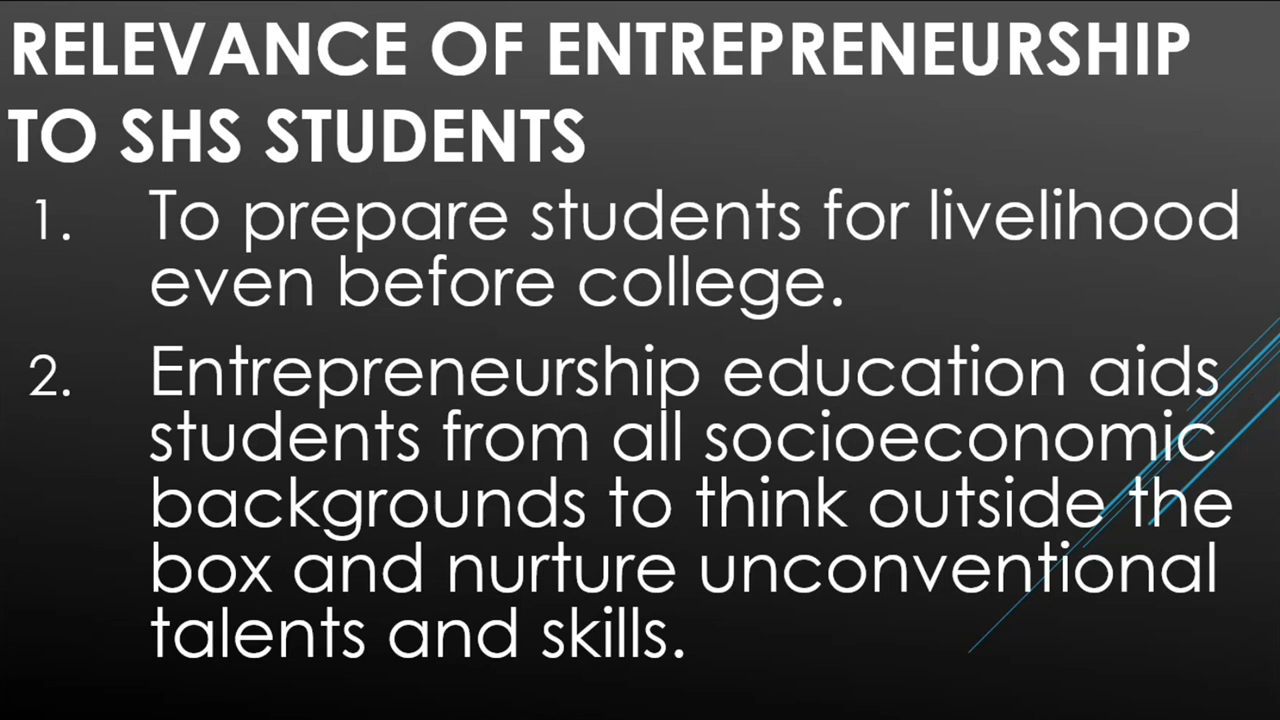 RELEVANCE OF ENTREPRENEURSHIP
TO SHS STUDENTS
1. To prepare students for livelihood
even before college.
2. Entrepreneurship education aids
students from all socioeconomic
backgrounds to think outside the
box and nurture unconventional
talents and skills.